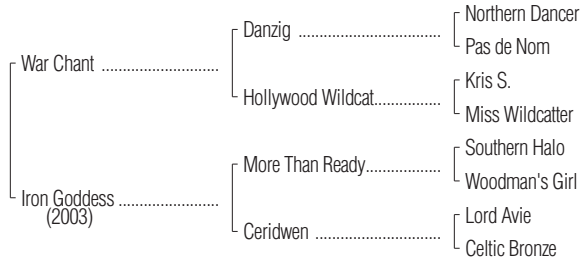 Northern Dancer
Danzig ..................................
Pas de Nom
War Chant ............................
Kris S.
Hollywood Wildcat................
Miss Wildcatter
Southern Halo
More Than Ready..................
Woodman's Girl
Iron Goddess ........................
(2003)
Lord Avie
Ceridwen ..............................
Celtic Bronze